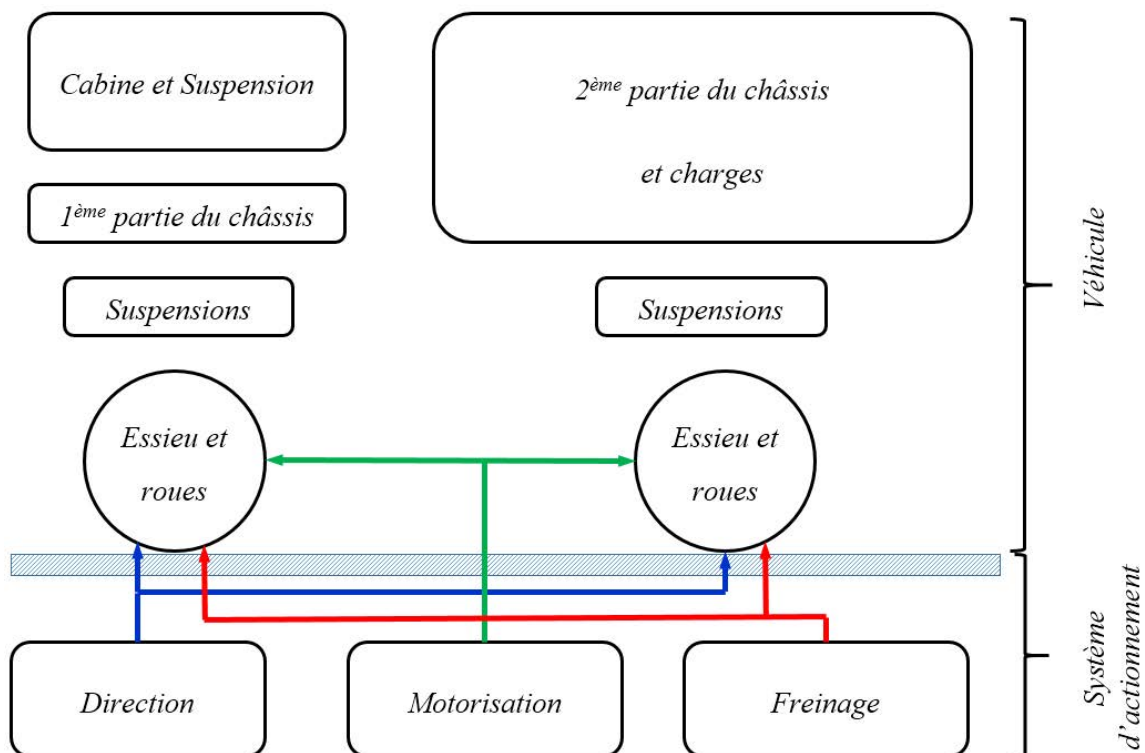 Cabine et Suspension
2ème partie du châssis
et charges
1ème partie du châssis
Suspensions
Suspensions
Essieu et
roues
Essieu et
roues
Véhicule
Direction
Motorisation
Freinage
Système
d'actionnement